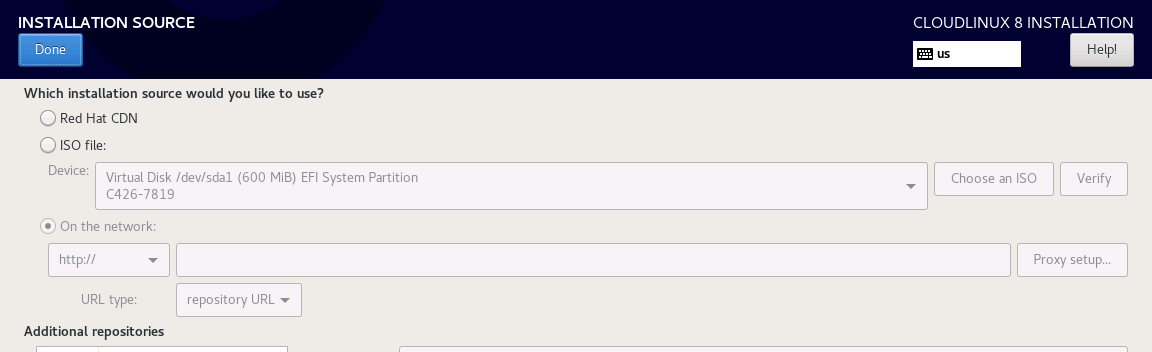 INSTALLATION SOURCE
CLOUDLINUX 8 INSTALLATION
Done
us
Help!
Which installation source would you like to use?
Red Hat CDN
ISO file:
Device:
Virtual Disk /dev/sda1 (600 MiB) EFI System Partition
C426-7819
Choose an ISO
Verify
On the network:
http://
Proxy setup...
URL type:
repository URL
Additional repositories